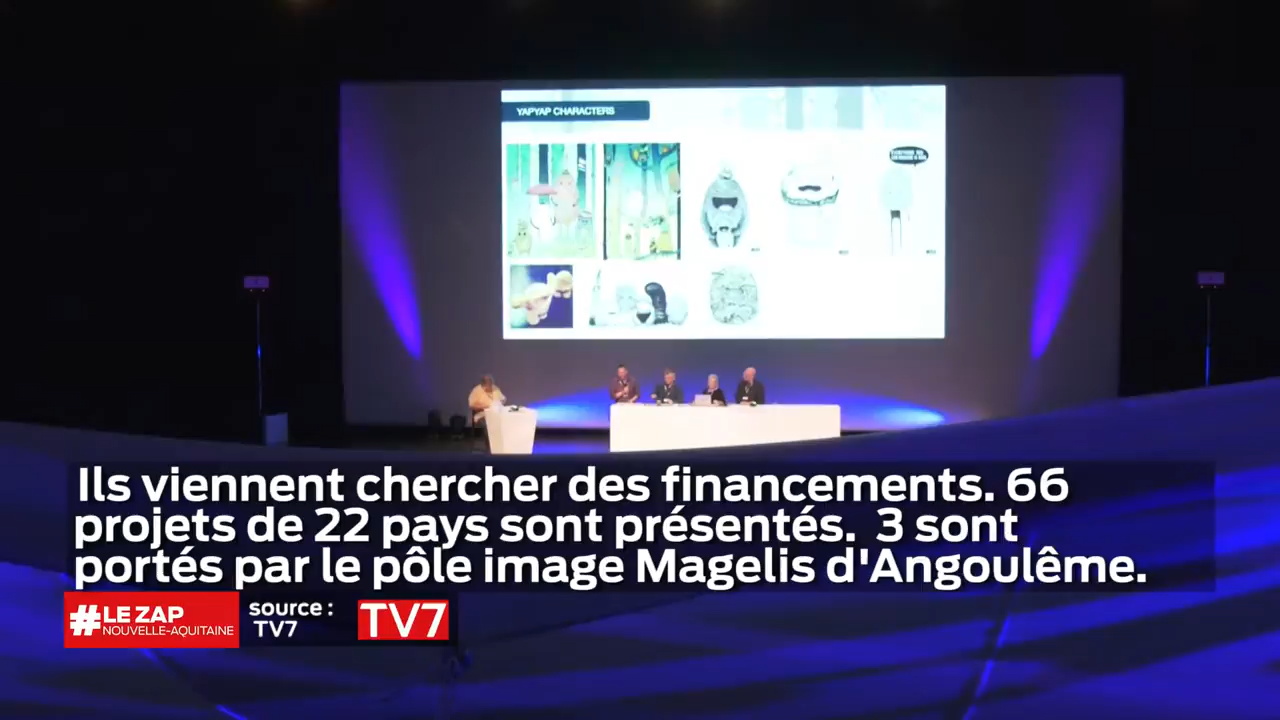 YAPYAP CHARACTERS
Ils viennent chercher des financements. 66
projets de 22 pays sont présentés.  3 sont
portés par le pôle image Magelis d'Angoulême.
#LE ZAP
NOUVELLE-AQUITAINE
source :
TV7
TV7